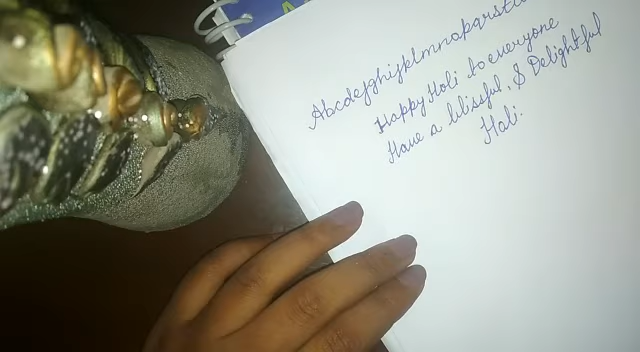 Abcdefghijklmnopqrstu
Happy Holi to everyone
Have a blissful, & Delightful
Holi.